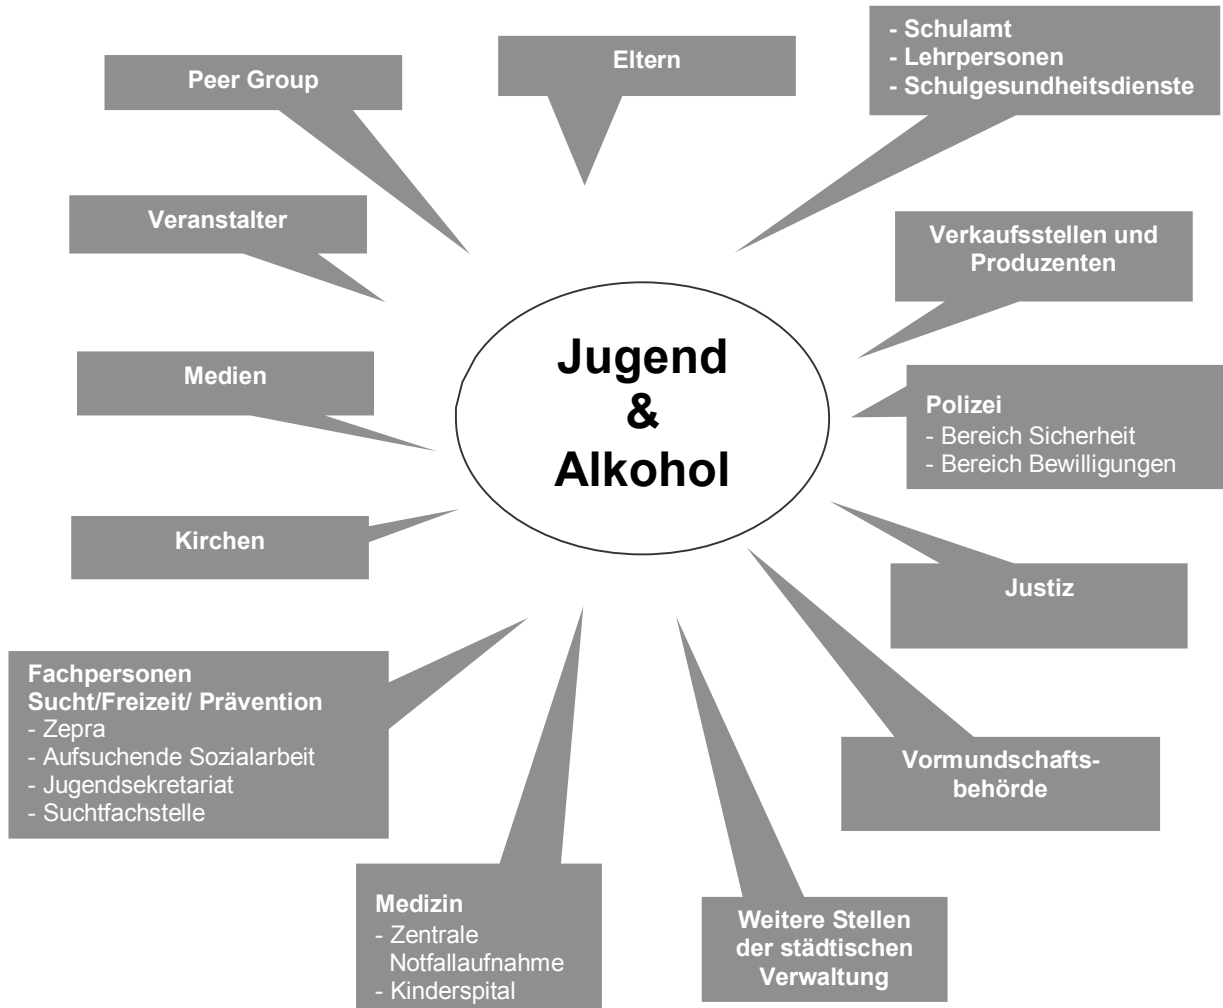 Peer Group
Eltern
- Schulamt
- Lehrpersonen
- Schulgesundheitsdienste
Veranstalter
Verkaufsstellen und
Produzenten
Jugend
&
Alkohol
Medien
Polizei
- Bereich Sicherheit
- Bereich Bewilligungen
Kirchen
Justiz
Fachpersonen
Sucht/Freizeit/ Prävention
- Zepra
- Aufsuchende Sozialarbeit
- Jugendsekretariat
- Suchtfachstelle
Vormundschafts-
behörde
Medizin
- Zentrale
Notfallaufnahme
- Kinderspital
Weitere Stellen
der städtischen
Verwaltung